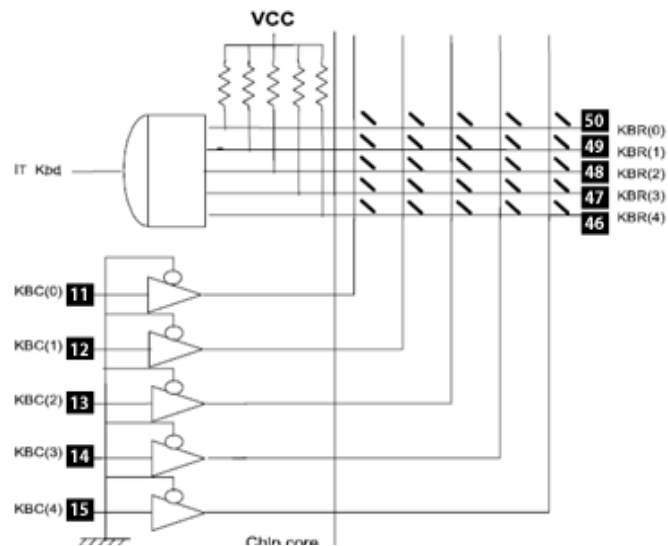 VCC
50 KBR(0)
49 KBR(1)
IT Kbd 48 KBR(2)
47 KBR(3)
46 KBR(4)
KBC(0) 11
KBC(1) 12
KBC(2) 13
KBC(3) 14
KBC(4) 15
Chip core